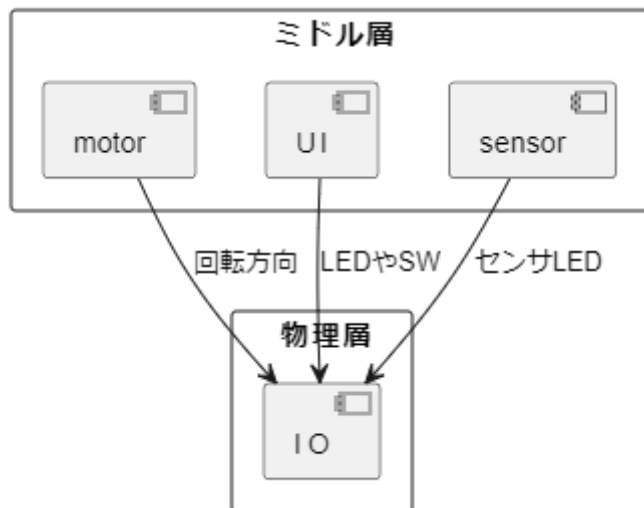 ミドル層
motor
UI
sensor
回転方向
LEDやSW
センサLED
物理層
IO